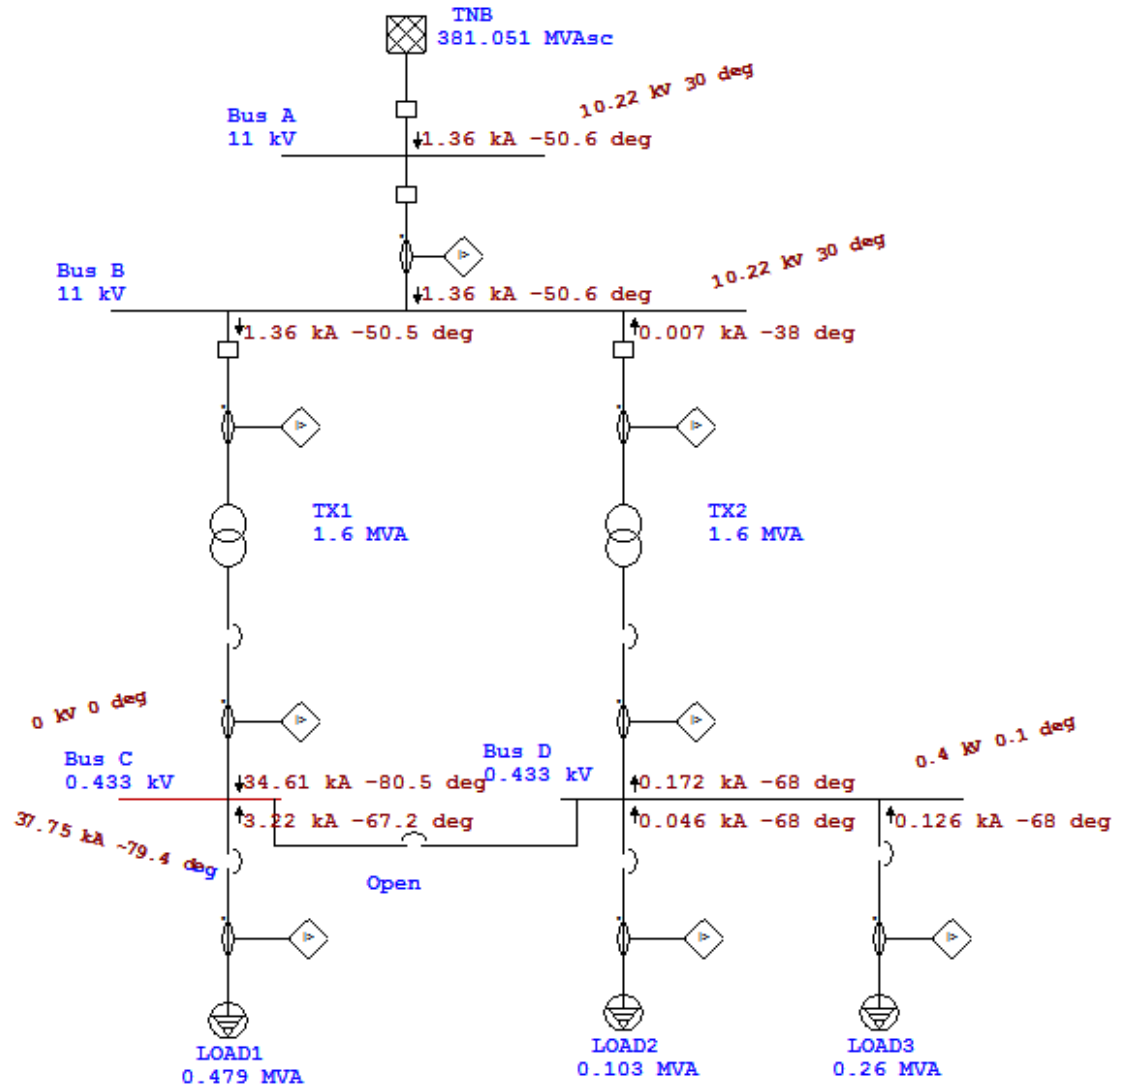 TNB
381.051 MVAsc
10.22 kV 30 deg
Bus A
11 kV
1.36 kA -50.6 deg
10.22 kV 30 deg
Bus B
11 kV
1.36 kA -50.6 deg
1.36 kA -50.5 deg
0.007 kA -38 deg
I>
I>
I>
TX1
1.6 MVA
TX2
1.6 MVA
0 kV 0 deg
I>
I>
0.4 kV 0.1 deg
Bus C
0.433 kV
Bus D
0.433 kV
34.61 kA -80.5 deg
0.172 kA -68 deg
37.75 kA -79.4 deg
3.22 kA -67.2 deg
0.046 kA -68 deg
0.126 kA -68 deg
Open
I>
I>
I>
LOAD1
0.479 MVA
LOAD2
0.103 MVA
LOAD3
0.26 MVA